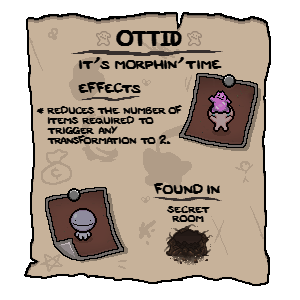 OTTID
IT'S MORPHIN' TIME
EFFECTS
REDUCES THE NUMBER OF
ITEMS REQUIRED TO
TRIGGER ANY
TRANSFORMATION TO 2.
FOUND IN
SECRET
ROOM